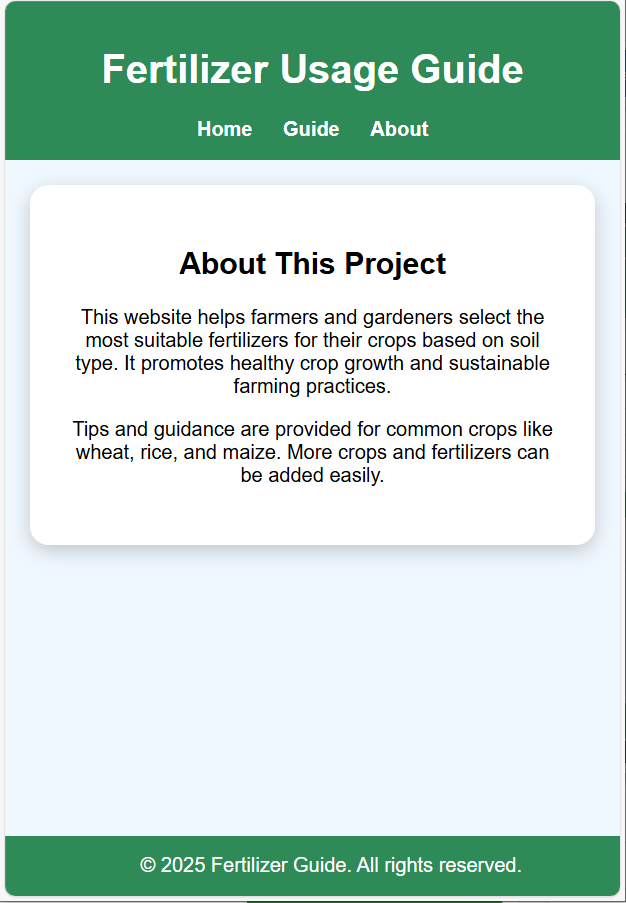 Fertilizer Usage Guide
Home Guide About
About This Project
This website helps farmers and gardeners select the
most suitable fertilizers for their crops based on soil
type. It promotes healthy crop growth and sustainable
farming practices.
Tips and guidance are provided for common crops like
wheat, rice, and maize. More crops and fertilizers can
be added easily.
© 2025 Fertilizer Guide. All rights reserved.